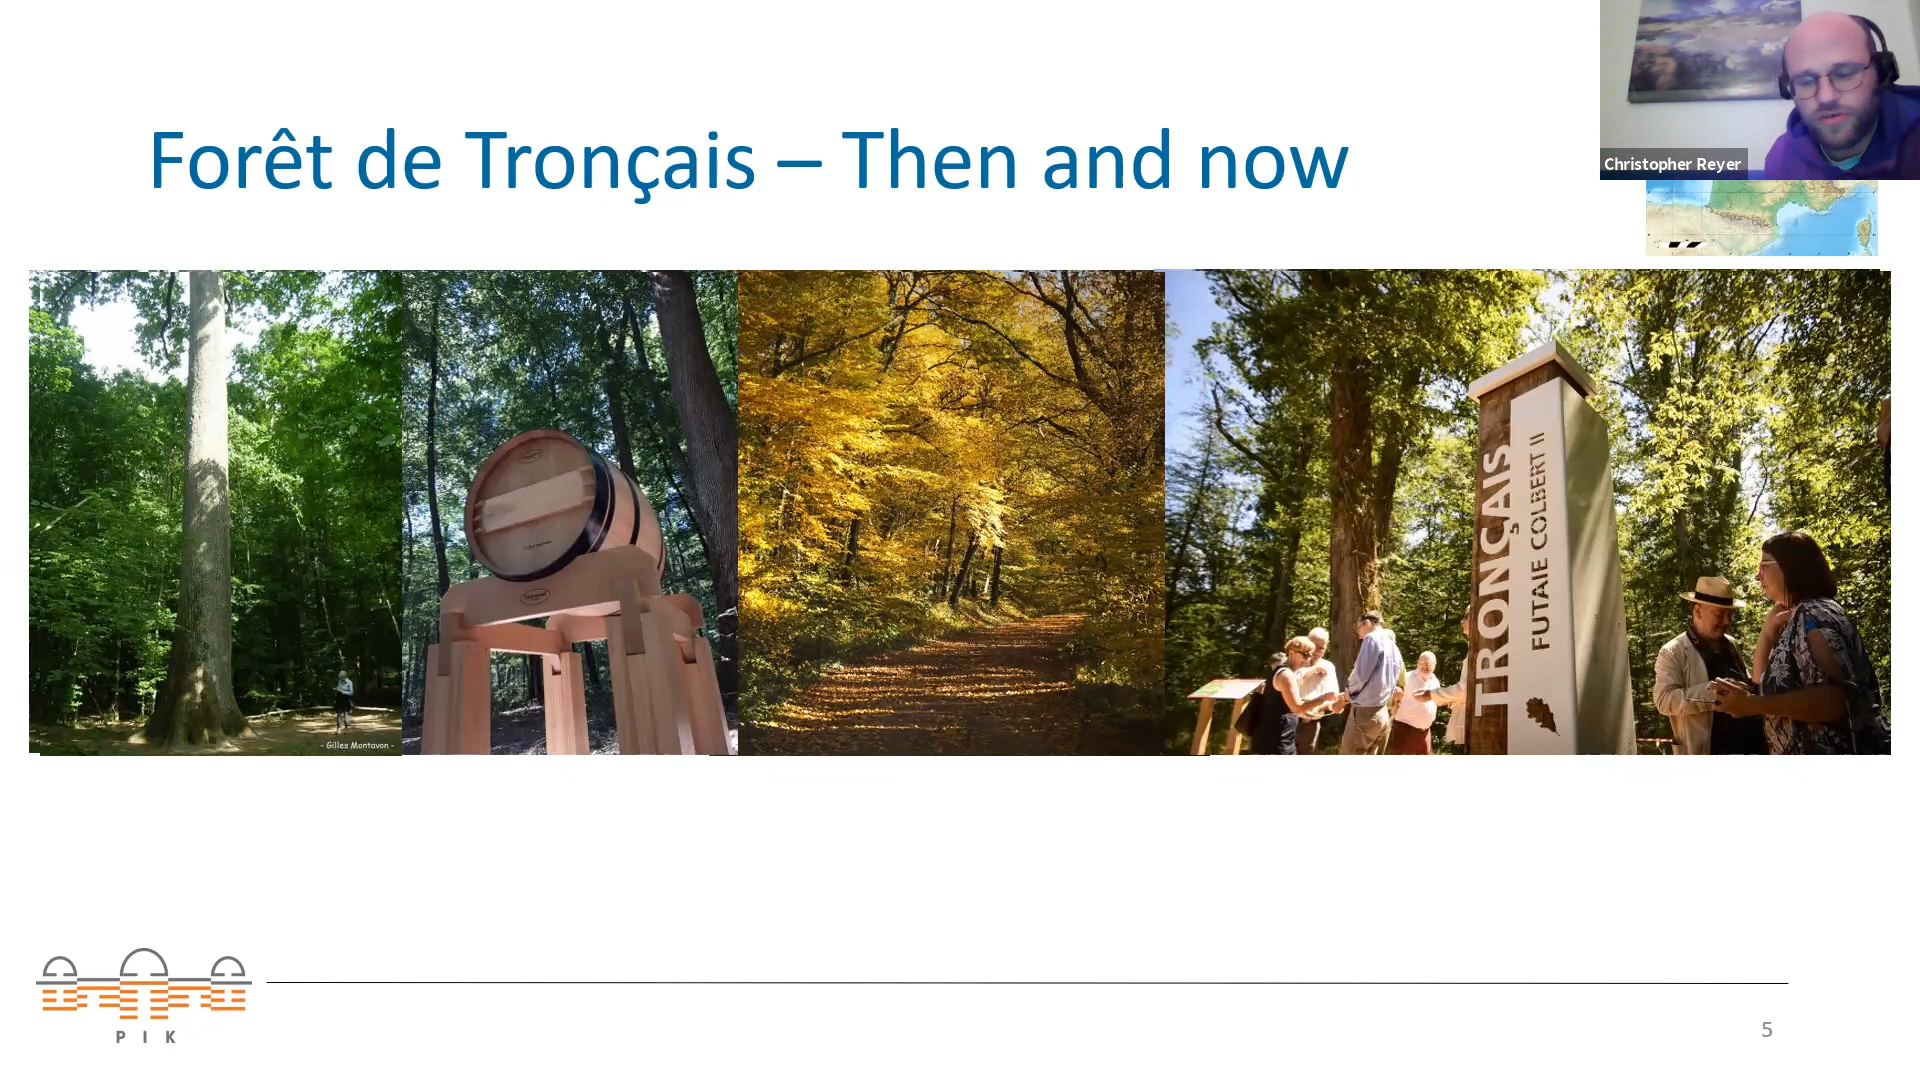 Christopher Reyer
Forêt de Tronçais – Then and now
TRONÇAIS
FUTAIE COLBERT II
- Gilles Montavon -
P I K
5